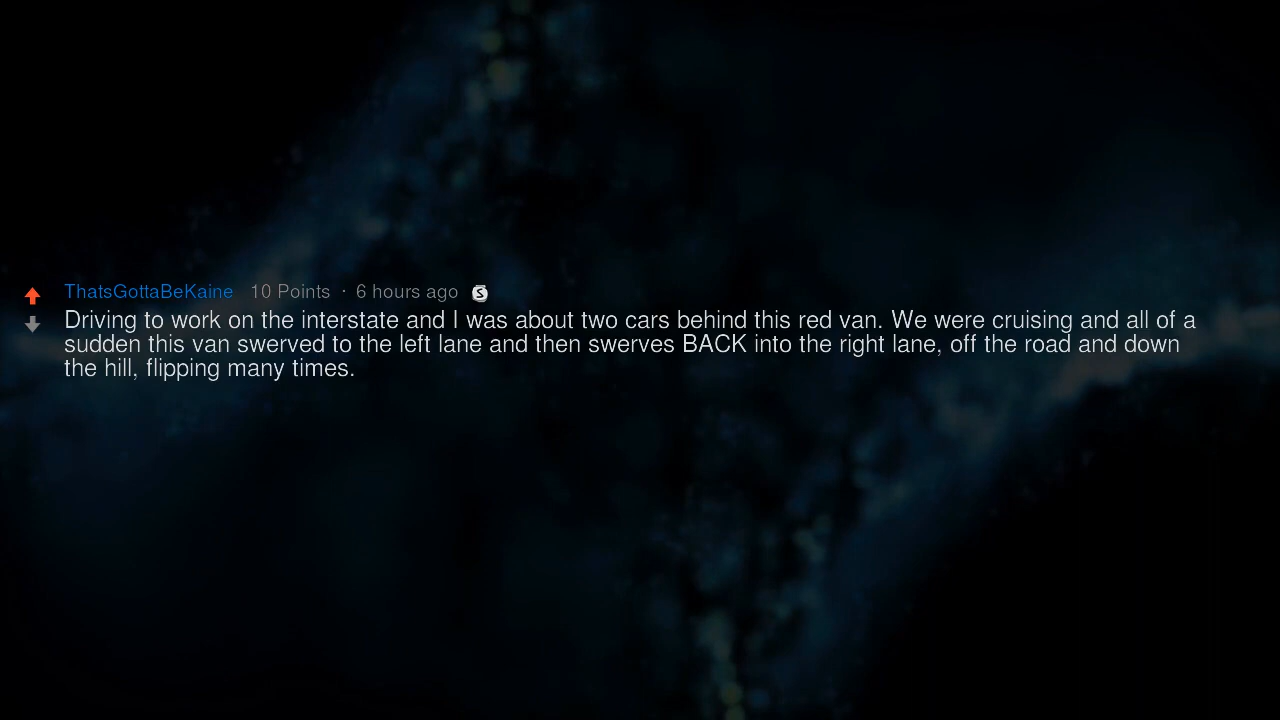 ThatsGottaBeKaine 10 Points · 6 hours ago S
Driving to work on the interstate and I was about two cars behind this red van. We were cruising and all of a
sudden this van swerved to the left lane and then swerves BACK into the right lane, off the road and down
the hill, flipping many times.